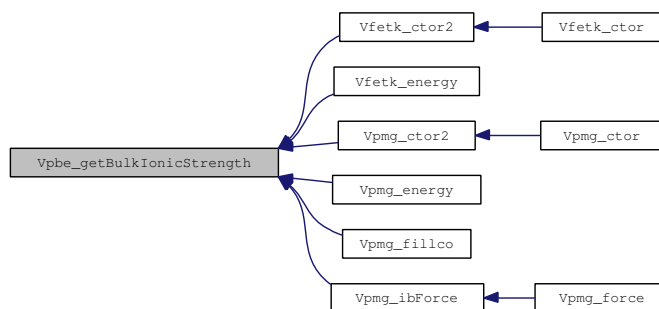 Vfetk_ctor2
Vfetk_ctor
Vfetk_energy
Vpmg_ctor2
Vpmg_ctor
Vpbe_getBulkIonicStrength
Vpmg_energy
Vpmg_fillco
Vpmg_ibForce
Vpmg_force